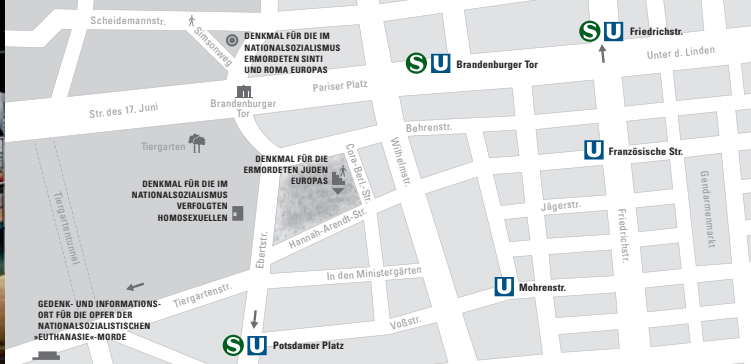 Scheidemannstr.
Simsonweg
DENKMAL FÜR DIE IM
NATIONALSOZIALISMUS
ERMORDETEN SINTI
UND ROMA EUROPAS
S U Friedrichstr.
Unter d. Linden
S U Brandenburger Tor
Pariser Platz
Brandenburger
Tor
Str. des 17. Juni
Behrenstr.
Tiergarten
Wilhelmstr.
Cora-Berl.-Str.
U Französische Str.
DENKMAL FÜR DIE
ERMORDETEN JUDEN
EUROPAS
DENKMAL FÜR DIE IM
NATIONALSOZIALISMUS
VERFOLGTEN
HOMOSEXUELLEN
Tiergartentunnel
Gendarmenmarkt
Jägerstr.
Friedrichstr.
Hannah-Arendt-Str.
Ebertstr.
In den Ministergärten
Tiergartenstr.
U Mohrenstr.
GEDENK- UND INFORMATIONS-
ORT FÜR DIE OPFER DER
NATIONALSOZIALISTISCHEN
»EUTHANASIE«-MORDE
Voßstr.
S U Potsdamer Platz